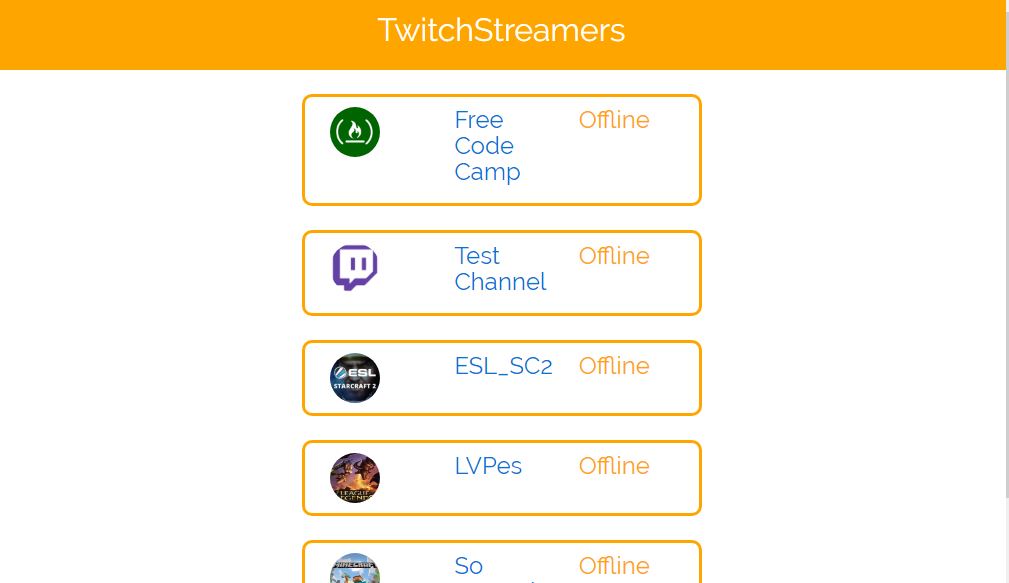 TwitchStreamers
Free
Code
Camp
Offline
Test
Channel
Offline
ESL
STARCRAFT 2
ESL_SC2
Offline
LEAGUE OF
LEGENDS
LVPes
Offline
MINECRAFT
So
Offline